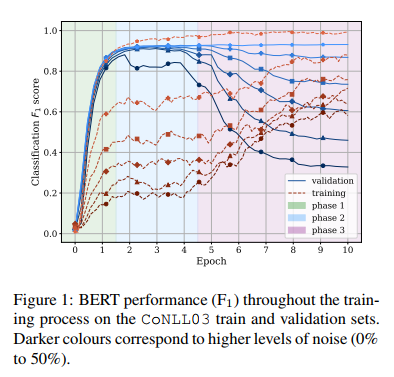 1.0
0.8
0.6
0.4
0.2
0.0
Classification F1 score
validation
training
phase 1
phase 2
phase 3
0 1 2 3 4 5 6 7 8 9 10
Epoch
Figure 1: BERT performance (F1) throughout the train-
ing process on the CoNLL03 train and validation sets.
Darker colours correspond to higher levels of noise (0%
to 50%).